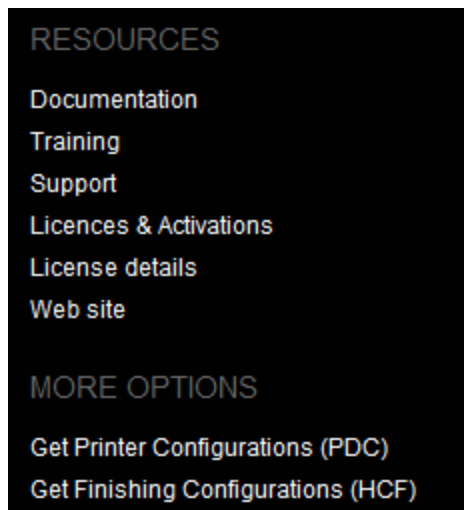 RESOURCES
Documentation
Training
Support
Licences & Activations
License details
Web site
MORE OPTIONS
Get Printer Configurations (PDC)
Get Finishing Configurations (HCF)